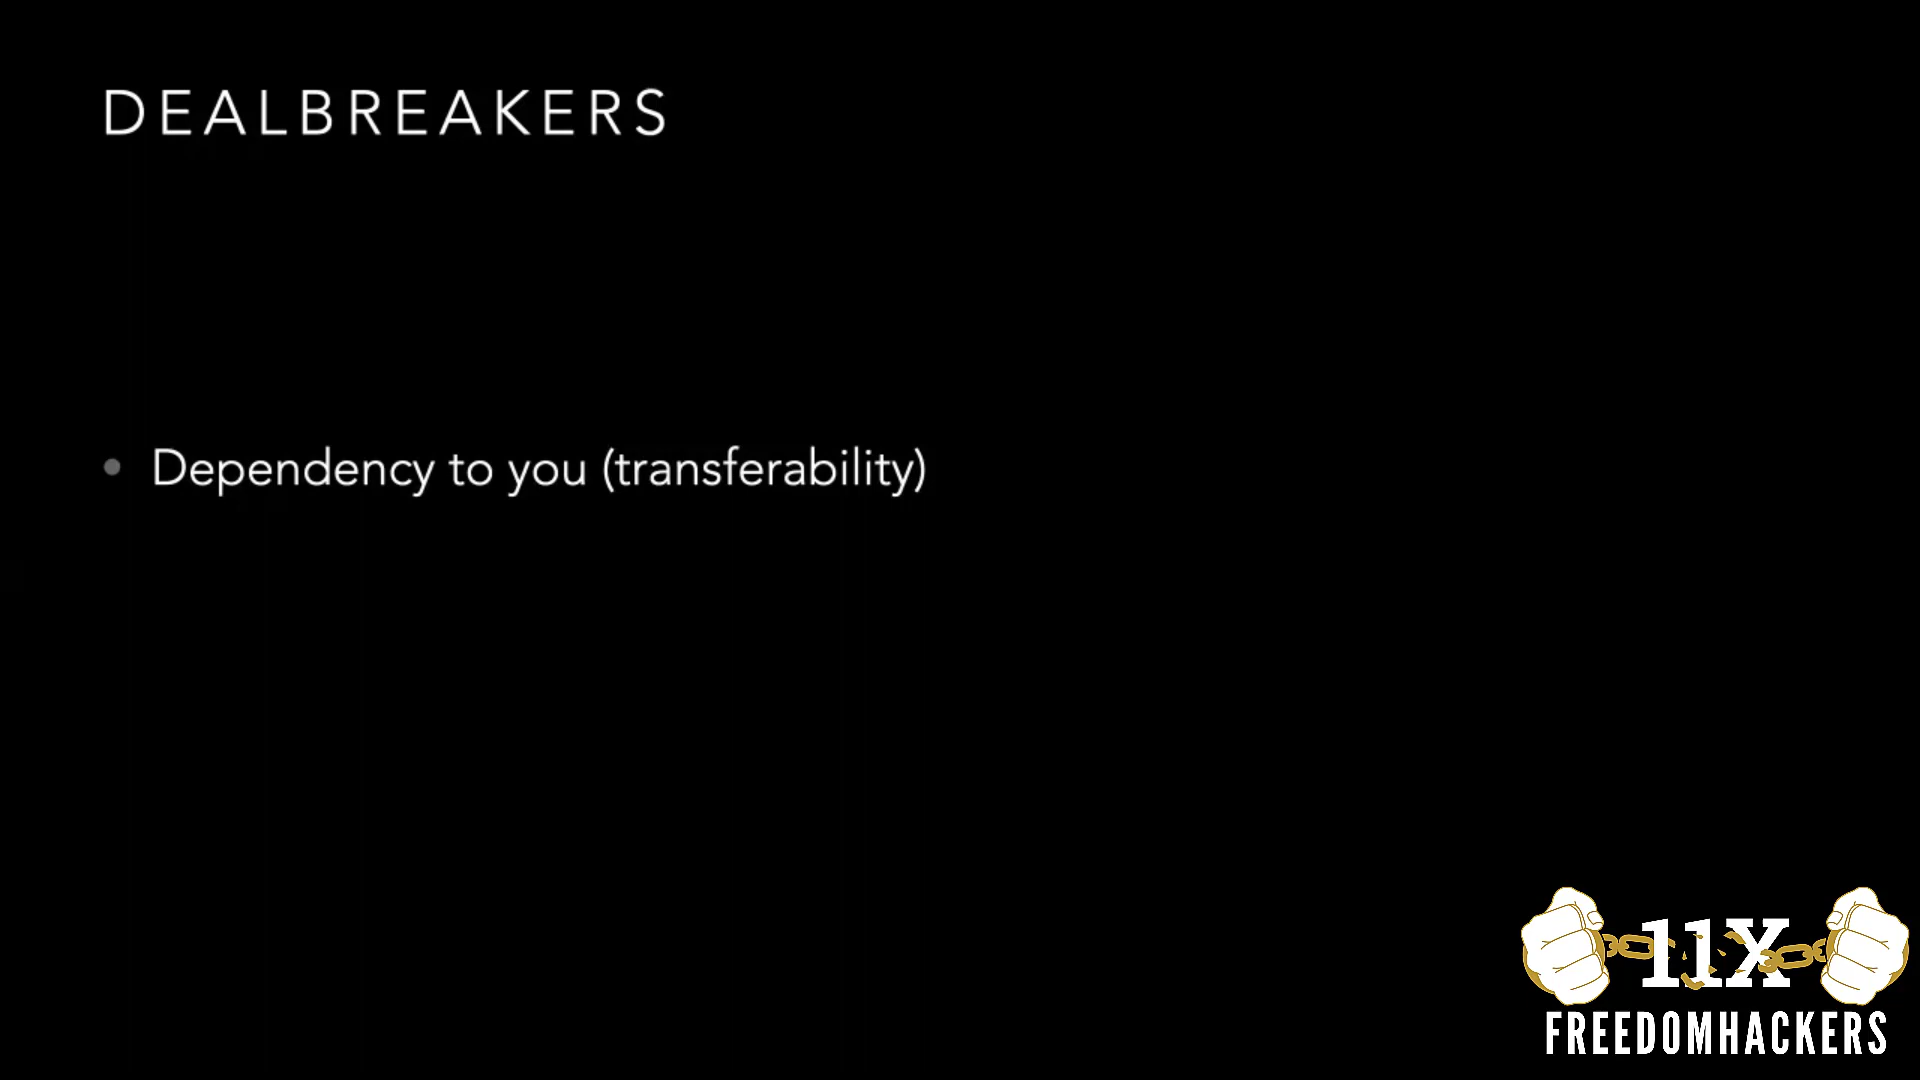 DEALBREAKERS
• Dependency to you (transferability)
11X
FREEDOMHACKERS